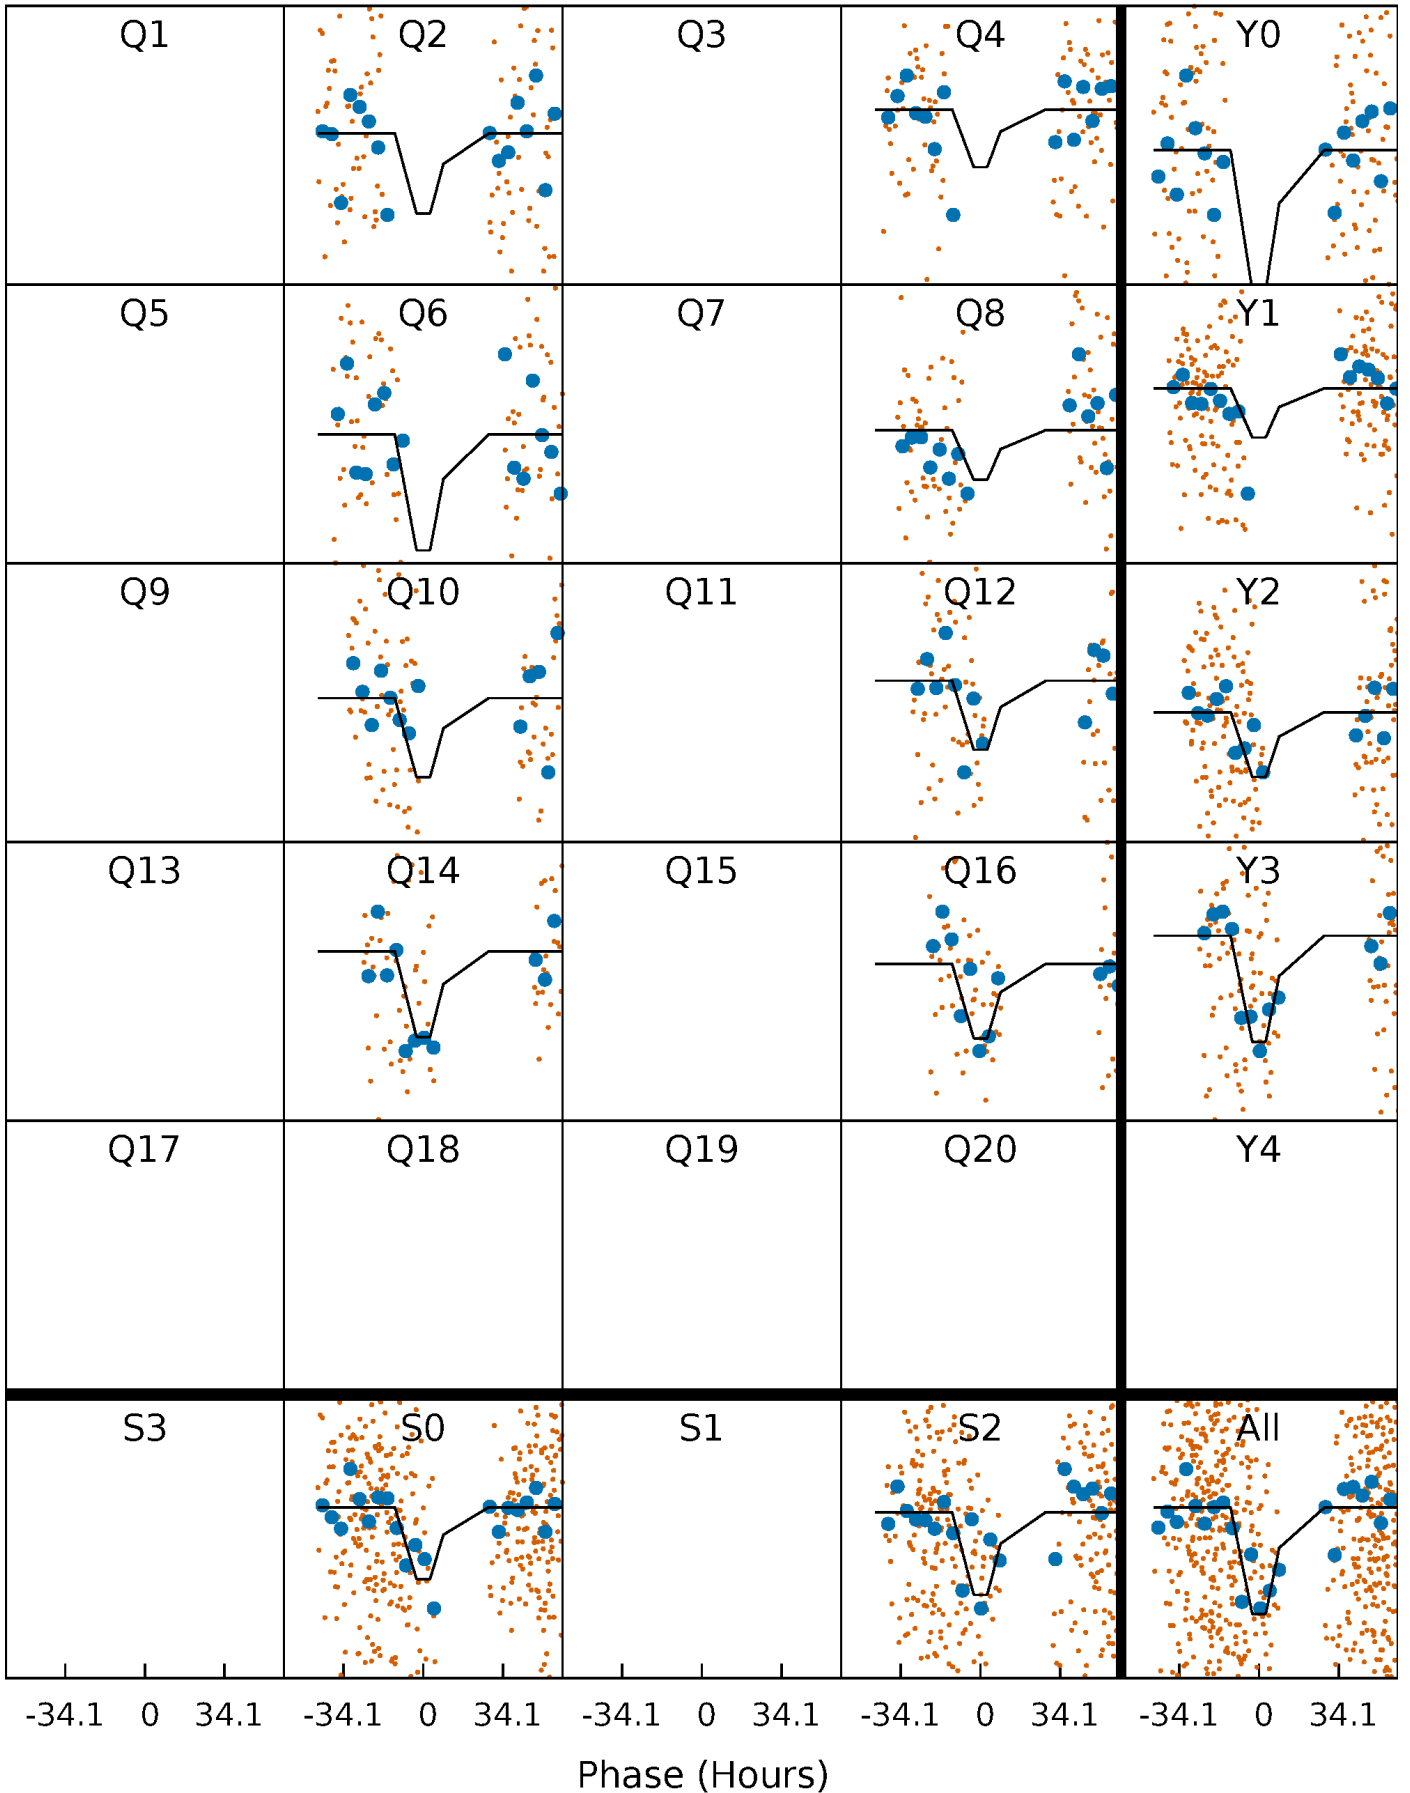 Q1 Q2 Q3 Q4 Y0
Q5 Q6 Q7 Q8 Y1
Q9 Q10 Q11 Q12 Y2
Q13 Q14 Q15 Q16 Y3
Q17 Q18 Q19 Q20 Y4
S3 S0 S1 S2 All
-34.1 0 34.1 -34.1 0 34.1 -34.1 0 34.1 -34.1 0 34.1 -34.1 0 34.1
Phase (Hours)